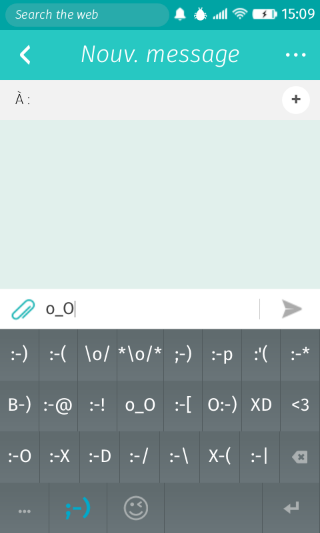 Search the web 15:09
Nouv. message
À :
o_O
:-) :-( \o/ *\o/* ;-) :-p :'( :-*
B-) :-@ :-! o_O :-[ O:-) XD <3
:-O :-X :-D :-/ :-\ X-( :-|
... ;-)